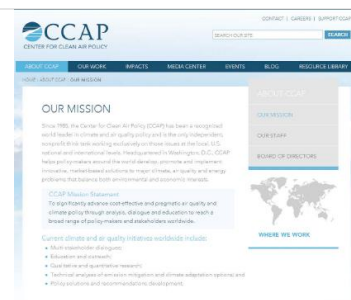 CONTACT | CAREERS | SUPPORT CCAP
CCAP
CENTER FOR CLEAN AIR POLICY
SEARCH OUR SITE
SEARCH
ABOUT CCAP OUR WORK IMPACTS MEDIA CENTER EVENTS BLOG RESOURCE LIBRARY
HOME / ABOUT CCAP / OUR MISSION
ABOUT CCAP
OUR MISSION
OUR STAFF
BOARD OF DIRECTORS
WHERE WE WORK
OUR MISSION
Since 1985, the Center for Clean Air Policy (CCAP) has been a recognized
world leader in climate and air quality policy and is the only independent,
nonprofit think tank working exclusively on those issues at the local, U.S.
national and international levels. Headquartered in Washington, D.C., CCAP
helps policy-makers around the world develop, promote and implement
innovative, market-based solutions to major climate, air quality and energy
problems that balance both environmental and economic interests.
CCAP Mission Statement
To significantly advance cost-effective and pragmatic air quality and
climate policy through analysis, dialogue and education to reach a
broad range of policy-makers and stakeholders worldwide.
Current climate and air quality initiatives worldwide include:
Multi-stakeholder dialogues;
Education and outreach;
Qualitative and quantitative research;
Technical analyses of emission mitigation and climate adaptation options; and
Policy solutions and recommendations development.